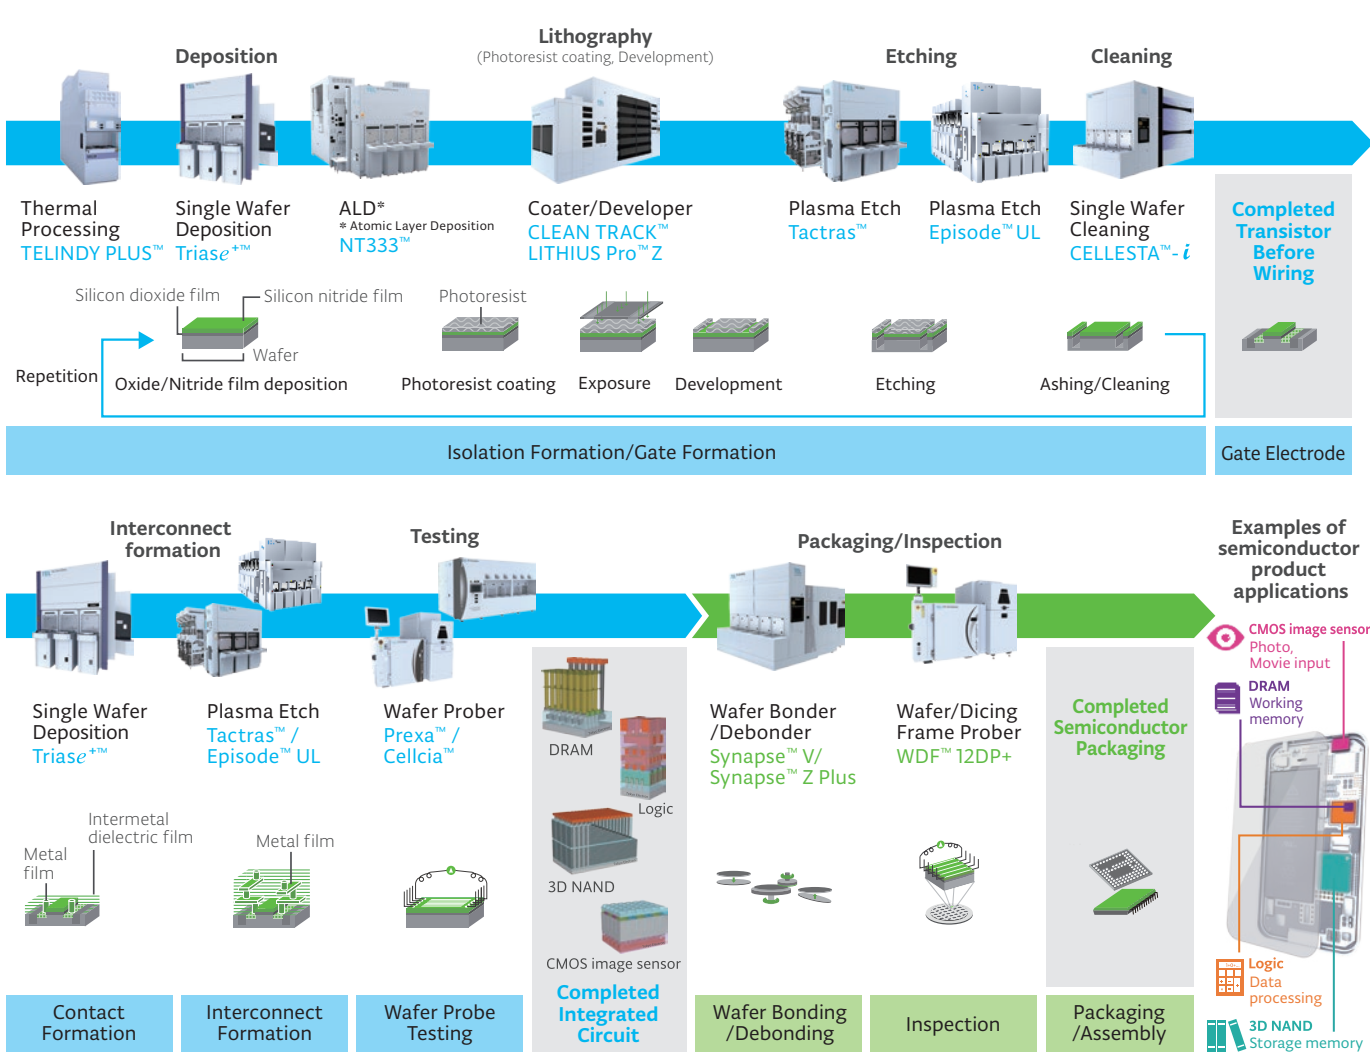 Deposition
Lithography
(Photoresist coating, Development)
Etching
Cleaning
Thermal
Processing
TELINDY PLUS™
Single Wafer
Deposition
Triase+™
ALD*
* Atomic Layer Deposition
NT333™
Coater/Developer
CLEAN TRACK™
LITHIUS Pro™ Z
Plasma Etch
Tactras™
Plasma Etch
Episode™ UL
Single Wafer
Cleaning
CELLESTA™-i
Completed
Transistor
Before
Wiring
Silicon dioxide film
Silicon nitride film
Wafer
Photoresist
Repetition
Oxide/Nitride film deposition
Photoresist coating
Exposure
Development
Etching
Ashing/Cleaning
Isolation Formation/Gate Formation
Gate Electrode
Interconnect
formation
Testing
Packaging/Inspection
Examples of
semiconductor
product
applications
Single Wafer
Deposition
Triase+™
Plasma Etch
Tactras™ /
Episode™ UL
Wafer Prober
Prexa™ /
Cellcia™
DRAM
Logic
3D NAND
CMOS image sensor
Completed
Integrated
Circuit
Wafer Bonder
/Debonder
Synapse™ V/
Synapse™ Z Plus
Wafer/Dicing
Frame Prober
WDF™ 12DP+
Completed
Semiconductor
Packaging
CMOS image sensor
Photo,
Movie input
DRAM
Working
memory
Logic
Data
processing
3D NAND
Storage memory
Metal
film
Intermetal
dielectric film
Metal film
Contact
Formation
Interconnect
Formation
Wafer Probe
Testing
Wafer Bonding
/Debonding
Inspection
Packaging
/Assembly